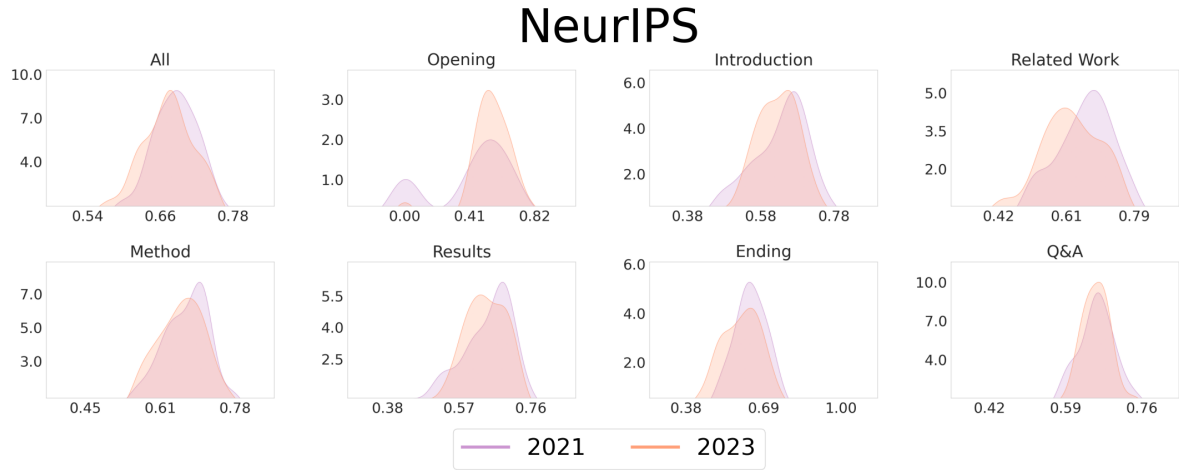 NeurIPS
All
Opening
Introduction
Related Work
10.0
7.0
4.0
0.54 0.66 0.78
3.0
2.0
1.0
0.00 0.41 0.82
6.0
4.0
2.0
0.38 0.58 0.78
5.0
3.5
2.0
0.42 0.61 0.79
Method
Results
Ending
Q&A
7.0
5.0
3.0
0.45 0.61 0.78
5.5
4.0
2.5
0.38 0.57 0.76
6.0
4.0
2.0
0.38 0.69 1.00
10.0
7.0
4.0
0.42 0.59 0.76
2021 2023